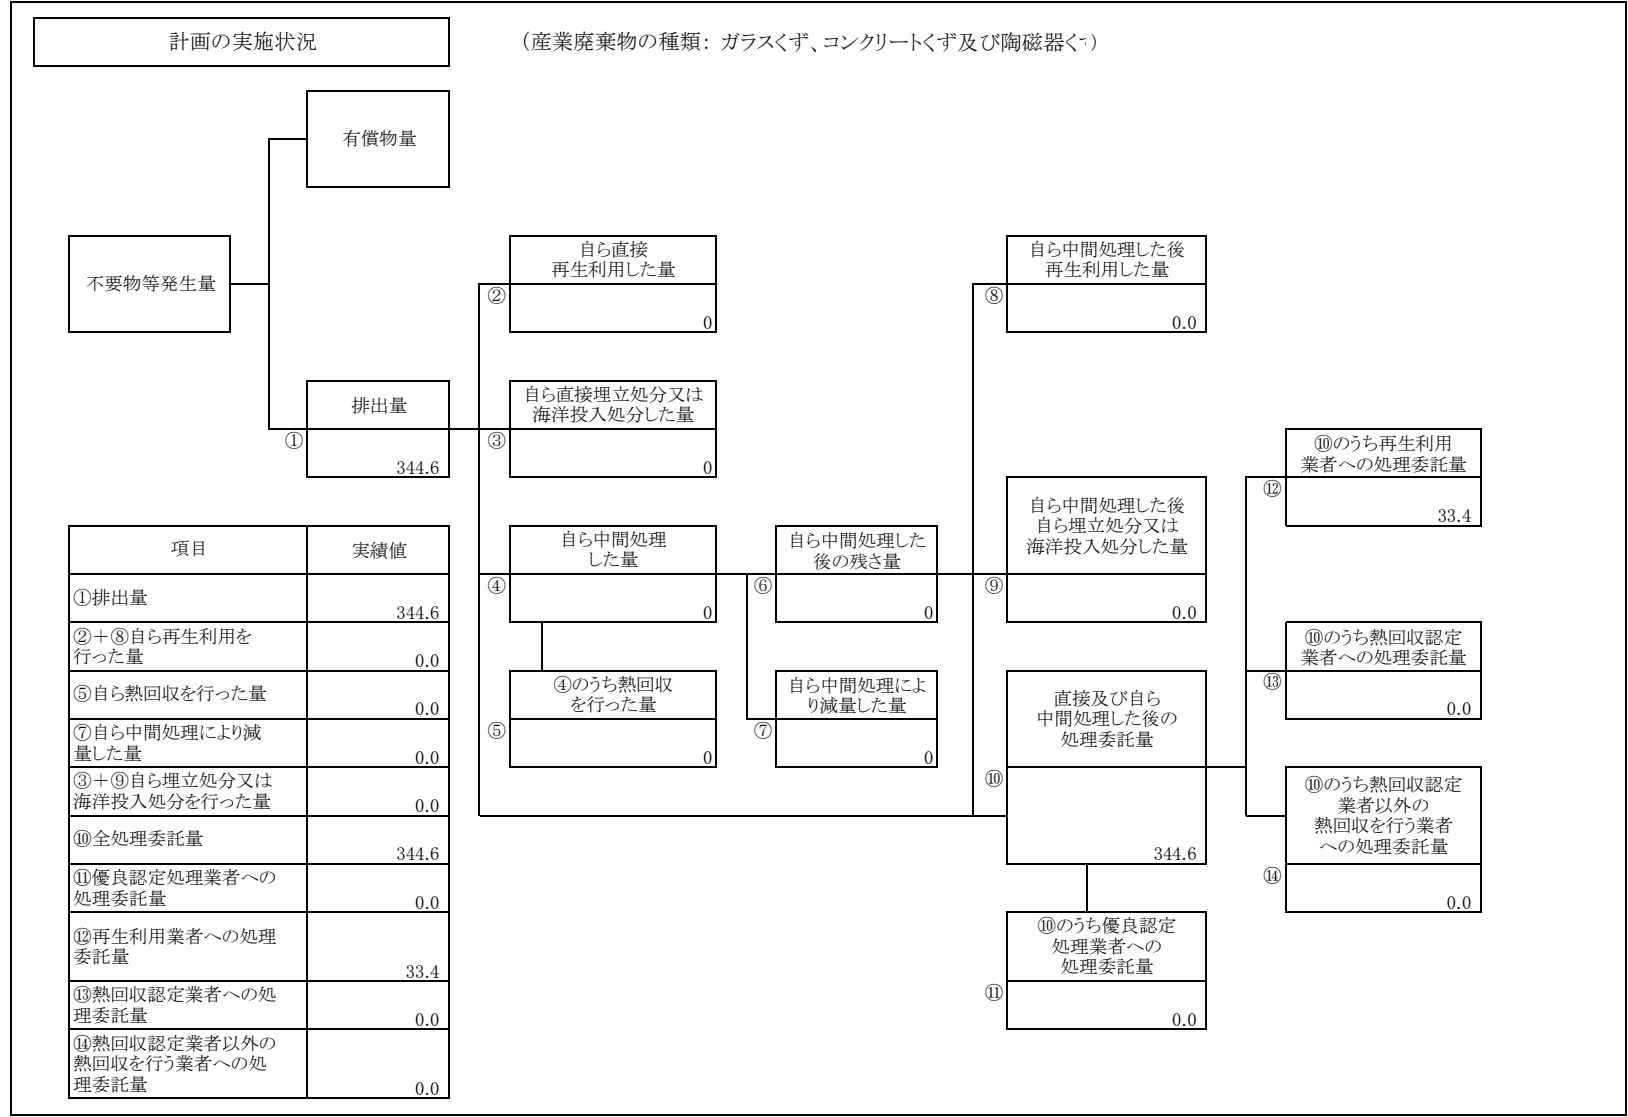 計画の実施状況
（産業廃棄物の種類： ガラスくず、コンクリートくず及び陶磁器くず）
有償物量
不要物等発生量
自ら直接
再生利用した量
②
0
自ら中間処理した後
再生利用した量
⑧
0.0
排出量
①
344.6
自ら直接埋立処分又は
海洋投入処分した量
③
0
⑩のうち再生利用
業者への処理委託量
⑫
33.4
自ら中間処理した後
自ら埋立処分又は
海洋投入処分した量
⑨
0.0
自ら中間処理
した量
④
0
自ら中間処理した
後の残さ量
⑥
0
⑩のうち熱回収認定
業者への処理委託量
⑬
0.0
④のうち熱回収
を行った量
⑤
0
自ら中間処理によ
り減量した量
⑦
0
直接及び自ら
中間処理した後の
処理委託量
⑩
344.6
⑩のうち熱回収認定
業者以外の
熱回収を行う業者
への処理委託量
⑭
0.0
⑩のうち優良認定
処理業者への
処理委託量
⑪
0.0
項目 実績値
①排出量 344.6
②＋⑧自ら再生利用を
行った量 0.0
⑤自ら熱回収を行った量 0.0
⑦自ら中間処理により減
量した量 0.0
③＋⑨自ら埋立処分又は
海洋投入処分を行った量 0.0
⑩全処理委託量 344.6
⑪優良認定処理業者への
処理委託量 0.0
⑫再生利用業者への処理
委託量 33.4
⑬熱回収認定業者への処
理委託量 0.0
⑭熱回収認定業者以外の
熱回収を行う業者への処
理委託量 0.0